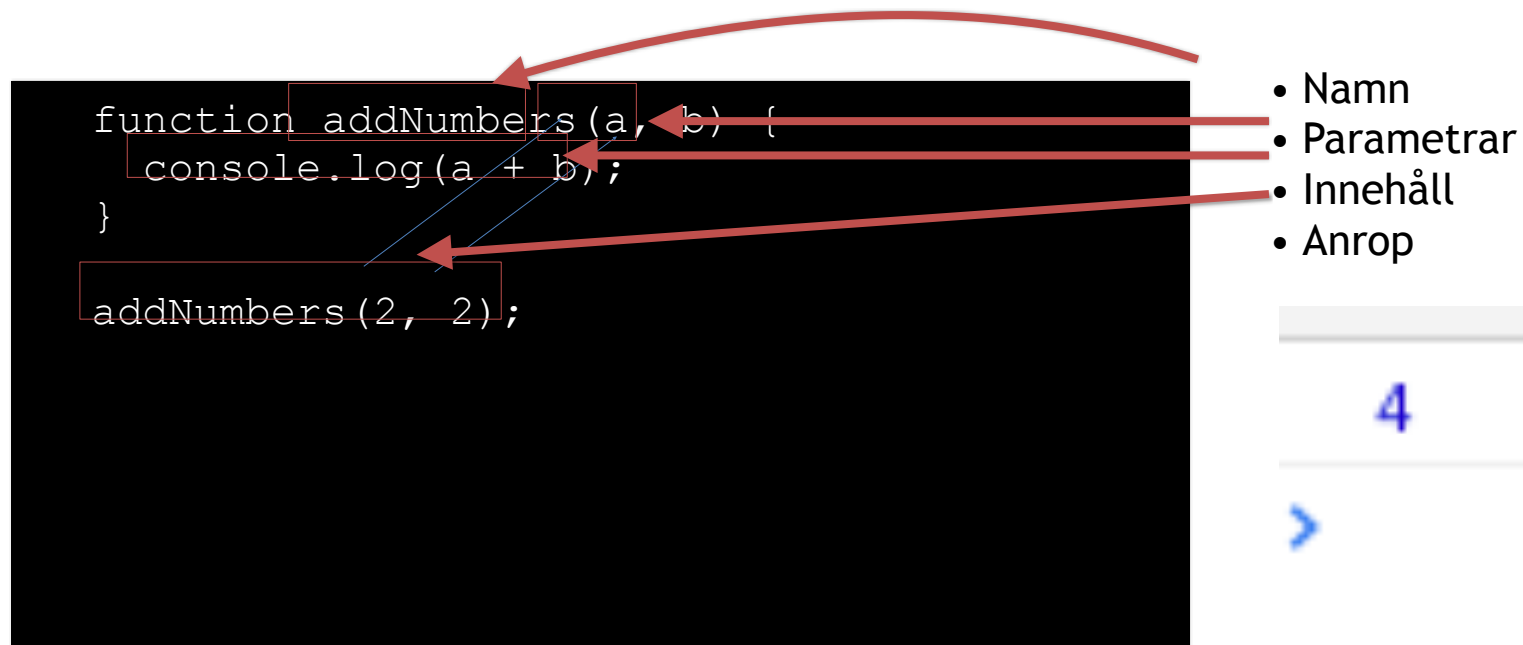 function addNumbers(a, b) {
console.log(a + b);
}
addNumbers(2, 2);
• Namn
• Parametrar
• Innehåll
• Anrop
4
>